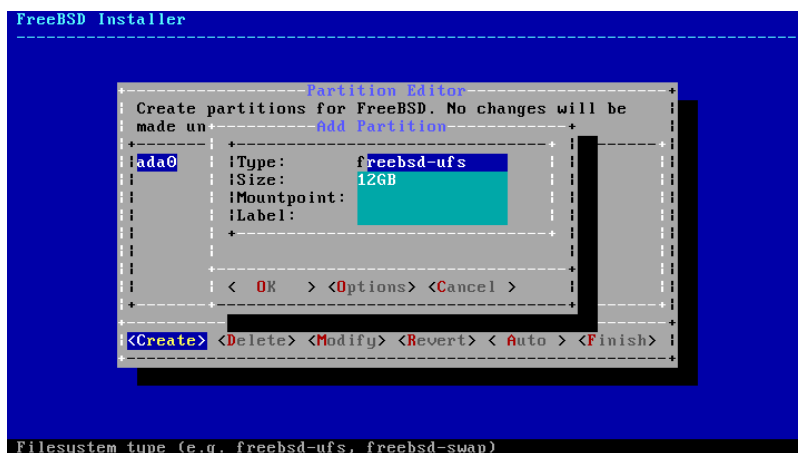 FreeBSD Installer
Partition Editor
Create partitions for FreeBSD. No changes will be
made un
Add Partition
ada0
Type: freebsd-ufs
Size: 12GB
Mountpoint:
Label:
< OK > <Options> <Cancel >
<Create> <Delete> <Modify> <Revert> < Auto > <Finish>
Filesystem type (e.g. freebsd-ufs, freebsd-swap)